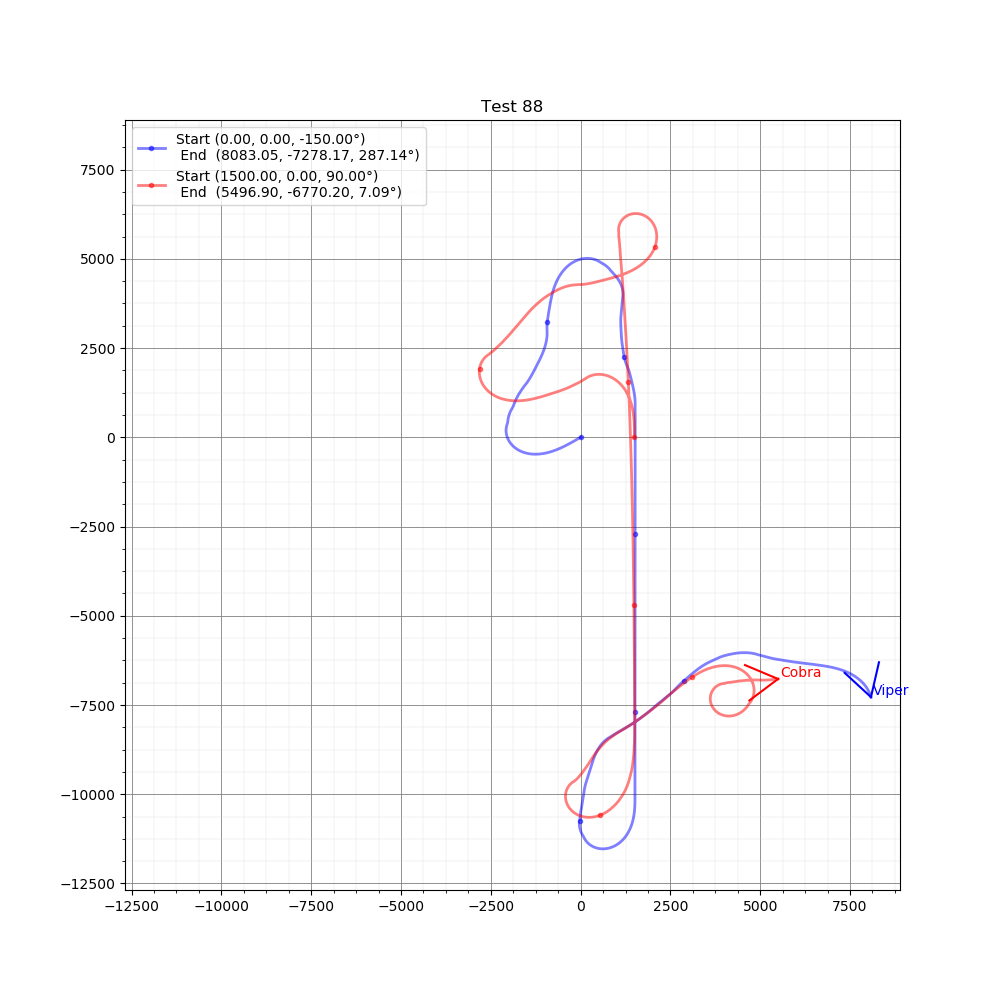 Test 88
Start (0.00, 0.00, -150.00°)
End  (8083.05, -7278.17, 287.14°)
Start (1500.00, 0.00, 90.00°)
End  (5496.90, -6770.20, 7.09°)
7500
5000
2500
0
−2500
−5000
−7500
−10000
−12500
Cobra
Viper
−12500 −10000 −7500 −5000 −2500 0 2500 5000 7500